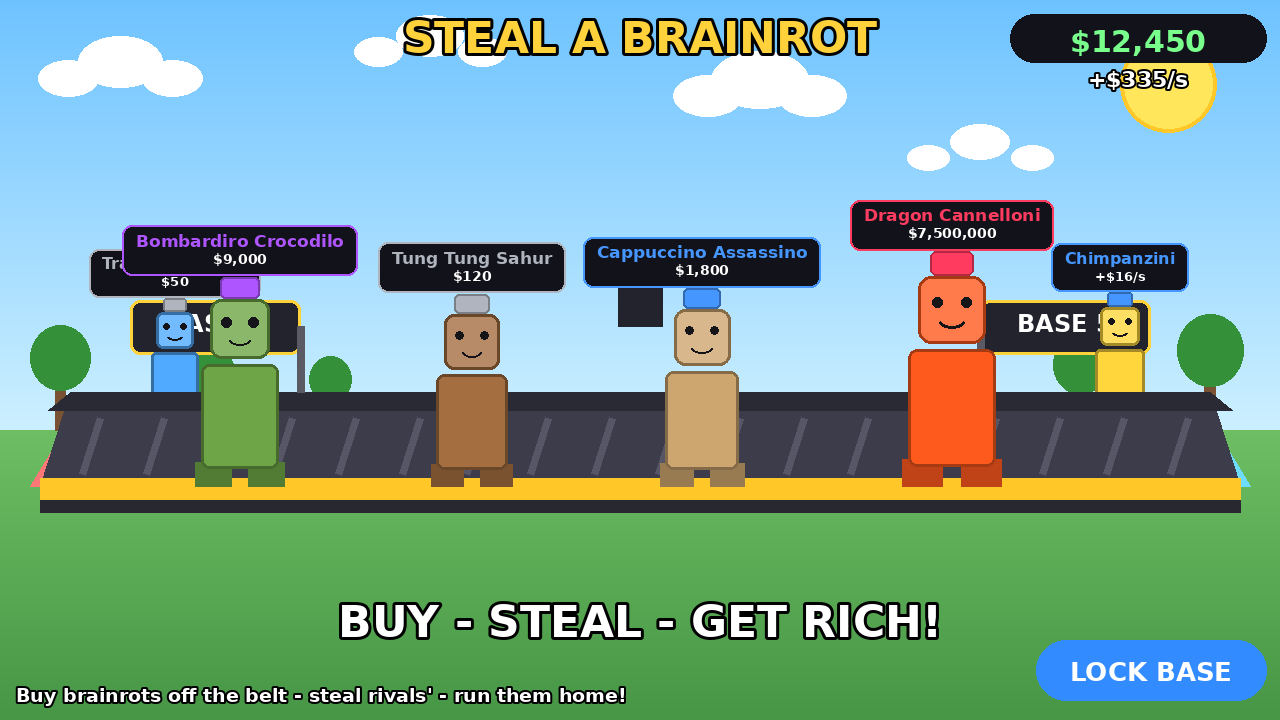 STEAL A BRAINROT
$12,450
+$335/s
Dragon Cannelloni
$7,500,000
Bombardiro Crocodilo
$9,000
$50
Tung Tung Sahur
$120
Cappuccino Assassino
$1,800
Chimpanzini
+$16/s
BASE
BUY - STEAL - GET RICH!
LOCK BASE
Buy brainrots off the belt - steal rivals' - run them home!